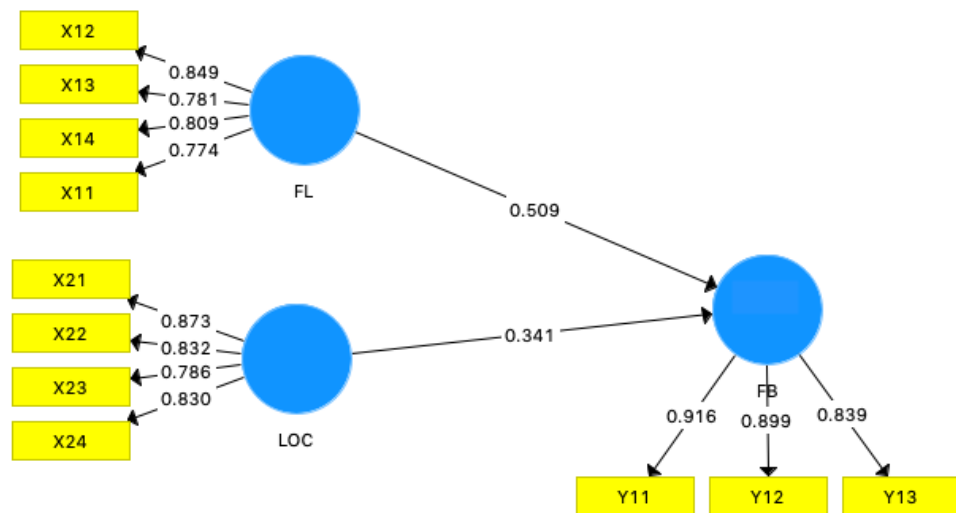 X12
X13
X14
X11
0.849
0.781
0.809
0.774
FL
0.509
X21
X22
X23
X24
0.873
0.832
0.786
0.830
LOC
0.341
FB
0.916
0.899
0.839
Y11
Y12
Y13